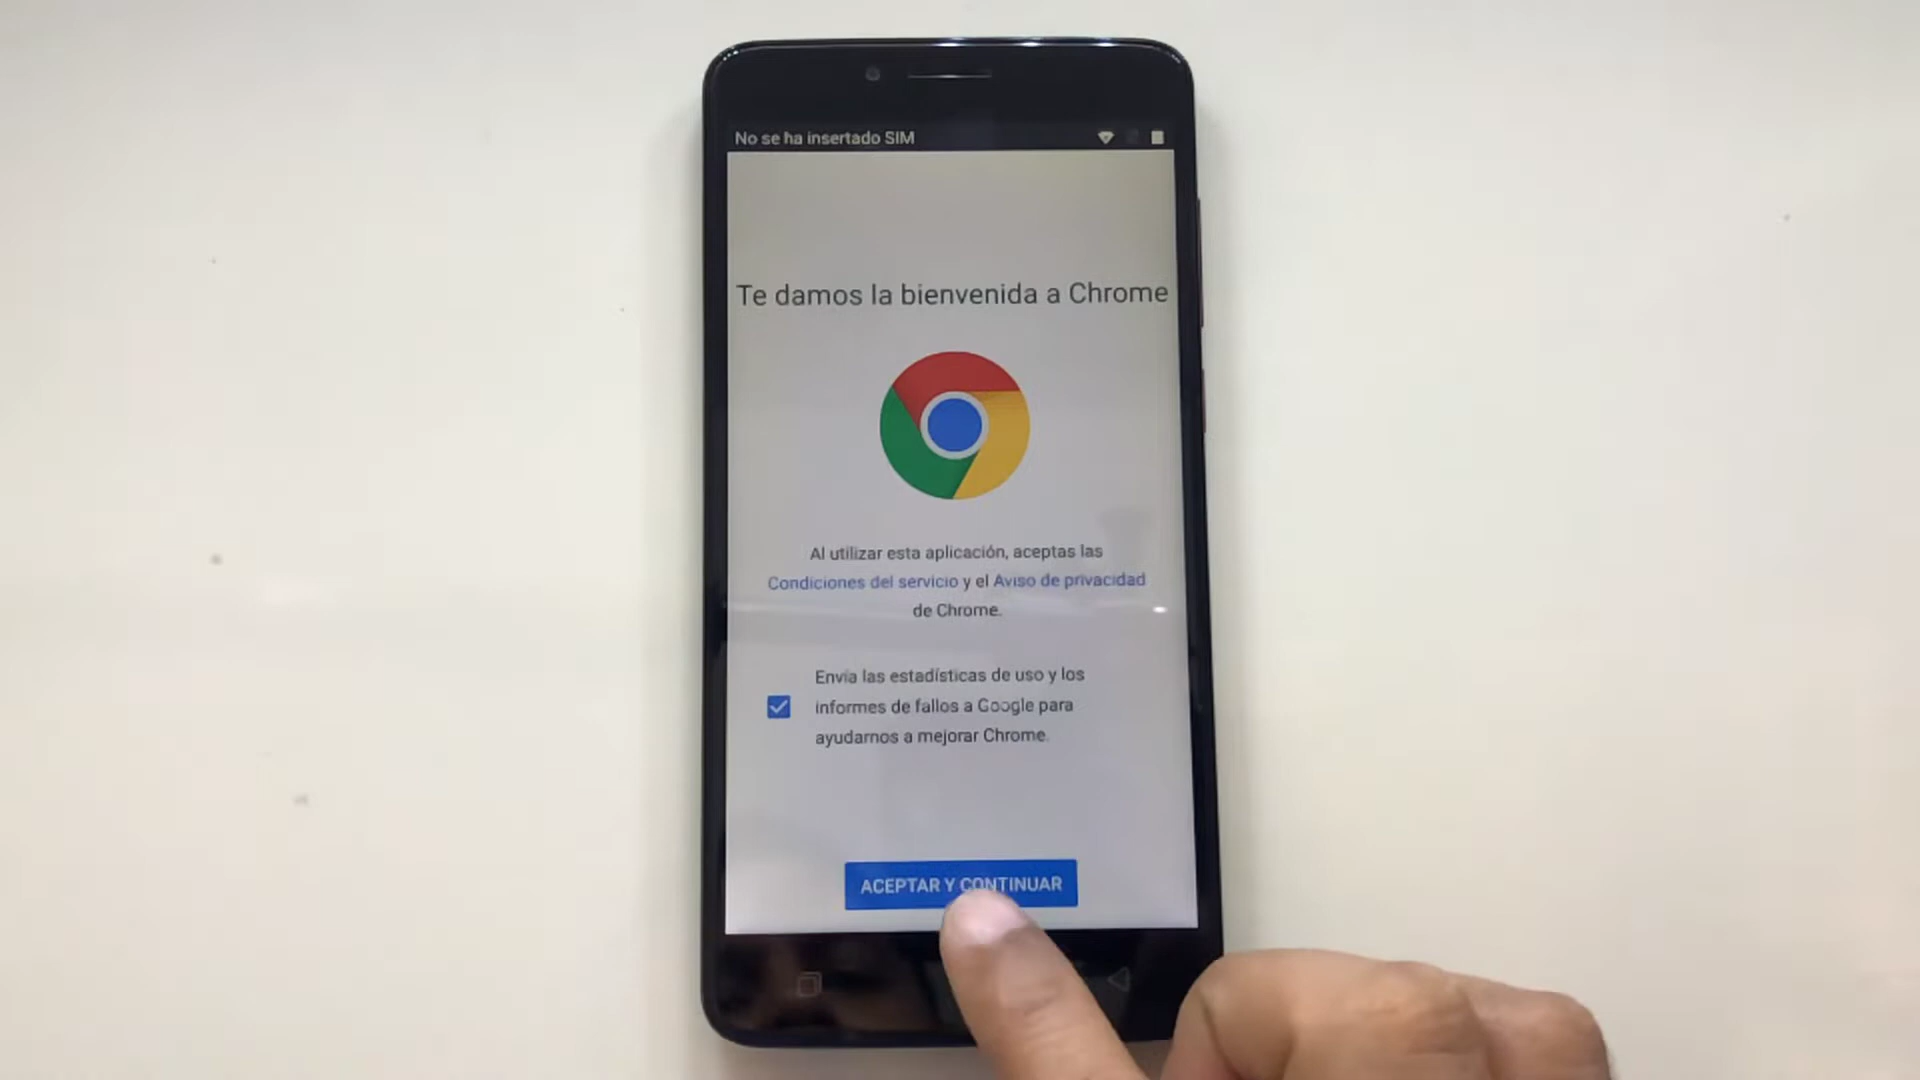 No se ha insertado SIM
Te damos la bienvenida a Chrome
Al utilizar esta aplicación, aceptas las
Condiciones del servicio y el Aviso de privacidad
de Chrome.
Envía las estadísticas de uso y los
informes de fallos a Google para
ayudarnos a mejorar Chrome.
ACEPTAR Y CONTINUAR